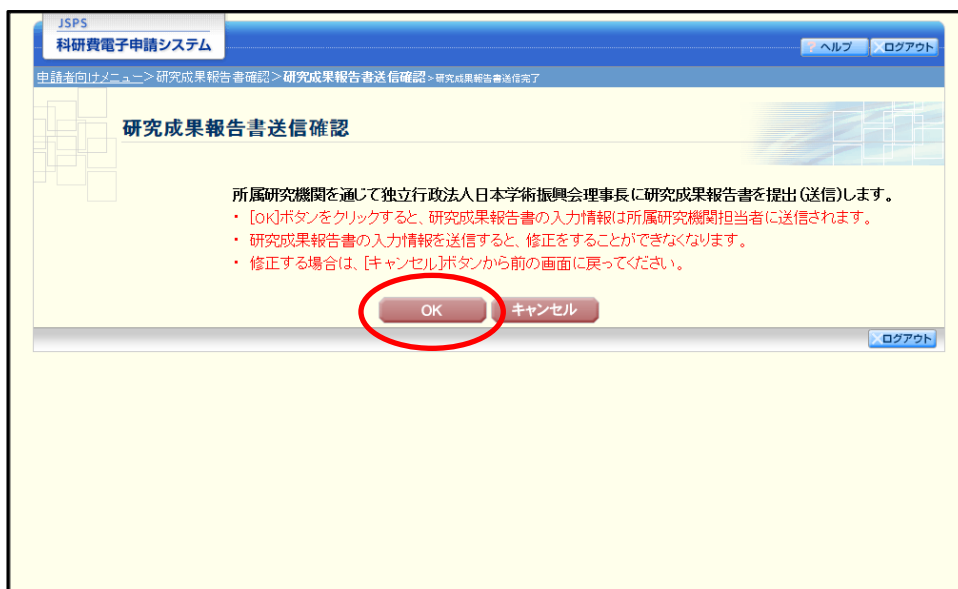 JSPS
科研費電子申請システム
? ヘルプ
ログアウト
申請者向けメニュー>研究成果報告書確認>研究成果報告書送信確認>研究成果報告書送信完了
研究成果報告書送信確認
所属研究機関を通じて独立行政法人日本学術振興会理事長に研究成果報告書を提出(送信)します。
・ [OK]ボタンをクリックすると、研究成果報告書の入力情報は所属研究機関担当者に送信されます。
・ 研究成果報告書の入力情報を送信すると、修正をすることができなくなります。
・ 修正する場合は、[キャンセル]ボタンから前の画面に戻ってください。
OK
キャンセル
ログアウト